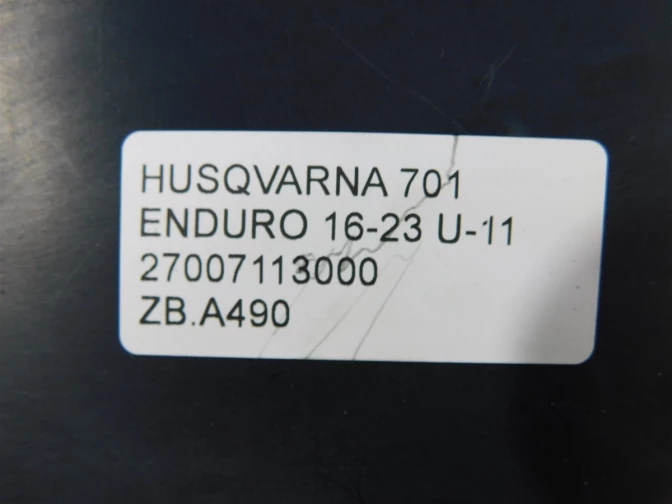 HUSQVARNA 701
ENDURO 16-23 U-11
27007113000
ZB.A490